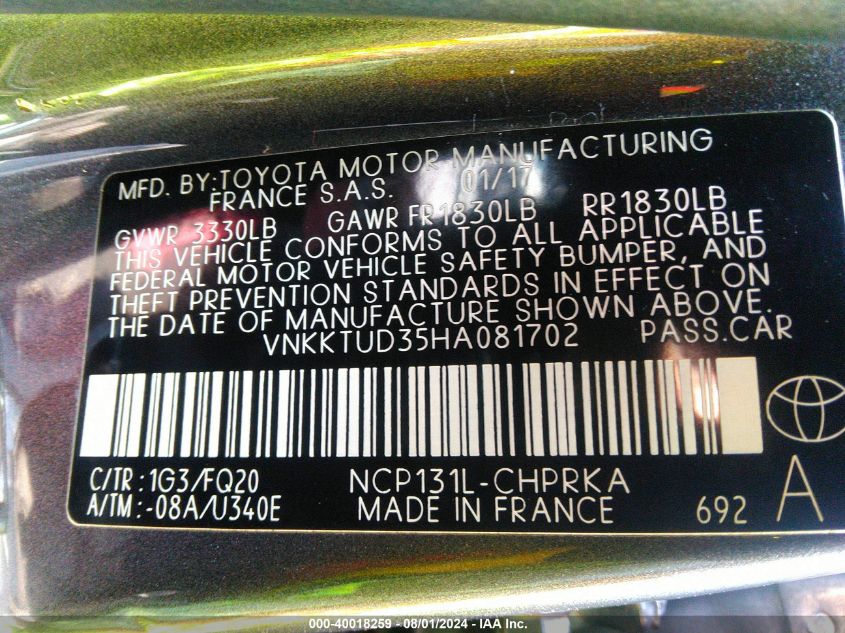 MFD. BY:TOYOTA MOTOR MANUFACTURING
FRANCE S.A.S. 01/17
GVWR 3330LB GAWR FR1830LB RR1830LB
THIS VEHICLE CONFORMS TO ALL APPLICABLE
FEDERAL MOTOR VEHICLE SAFETY BUMPER, AND
THEFT PREVENTION STANDARDS IN EFFECT ON
THE DATE OF MANUFACTURE SHOWN ABOVE.
VNKKTUD35HA081702 PASS.CAR
C/TR: 1G3/FQ20 NCP131L-CHPRKA
A/TM: -08A/U340E MADE IN FRANCE 692 A
000-40018259 - 08/01/2024 - IAA Inc.